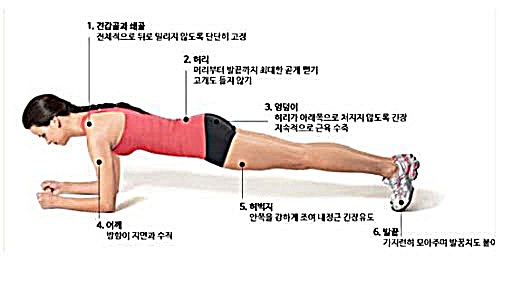 1. 견갑골과 쇄골
전체적으로 뒤로 밀리지 않도록 단단히 고정
2. 허리
머리부터 발끝까지 최대한 곧게 뻗기
고개도 들지 않기
3. 엉덩이
허리가 아래쪽으로 처지지 않도록 긴장
지속적으로 근육 수축
4. 어깨
방향이 지면과 수직
5. 허벅지
안쪽을 강하게 조여 내정근 긴장유도
6. 발끝
가지런히 모아주며 발꿈치도 붙이